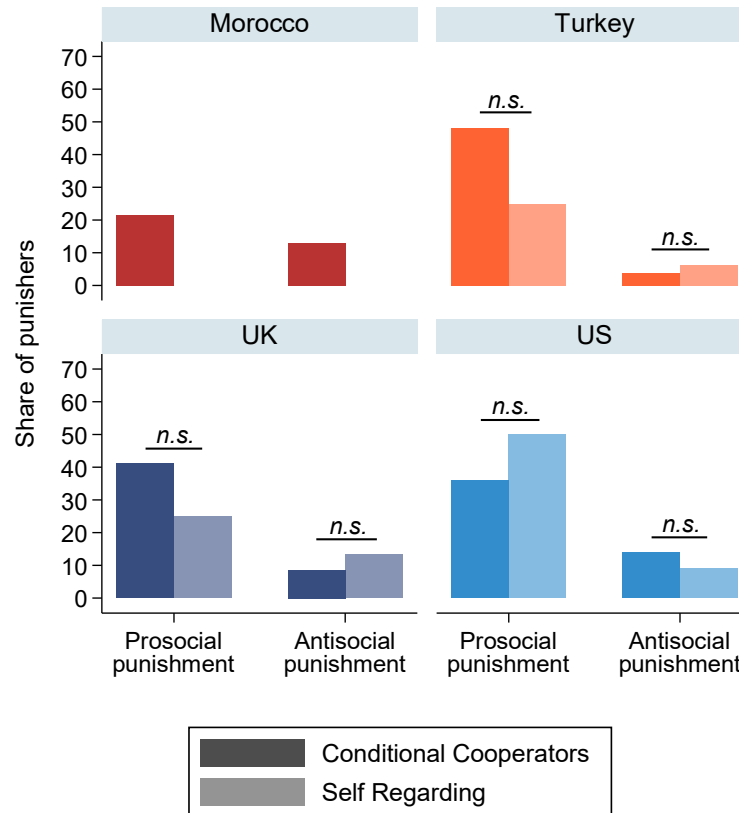 Morocco
Turkey
Share of punishers
70
60
50
40
30
20
10
0
n.s.
n.s.
UK
US
70
60
50
40
30
20
10
0
n.s.
n.s.
n.s.
n.s.
Prosocial
punishment
Antisocial
punishment
Prosocial
punishment
Antisocial
punishment
Conditional Cooperators
Self Regarding